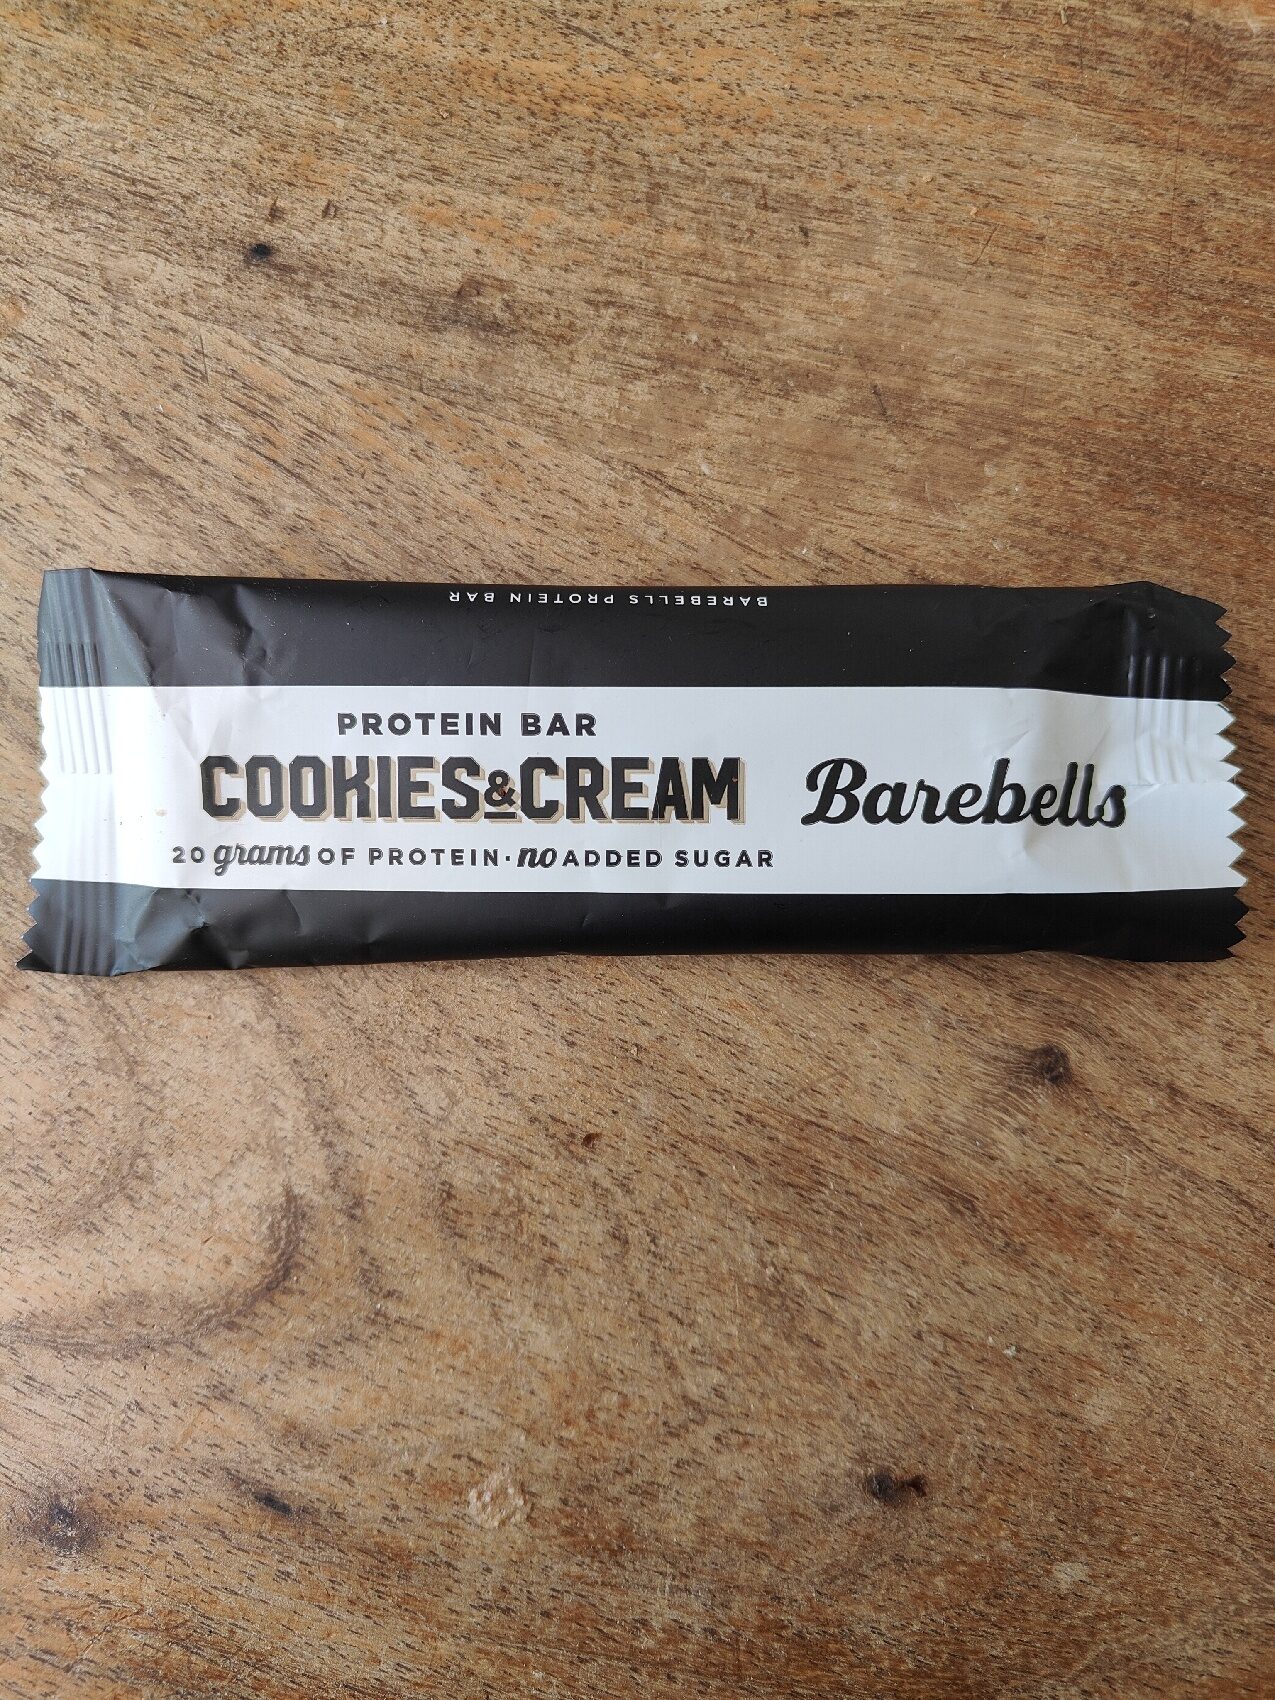 BAREBELLS PROTEIN BAR
PROTEIN BAR
COOKIES&CREAM
20 grams OF PROTEIN·no ADDED SUGAR
Barebells